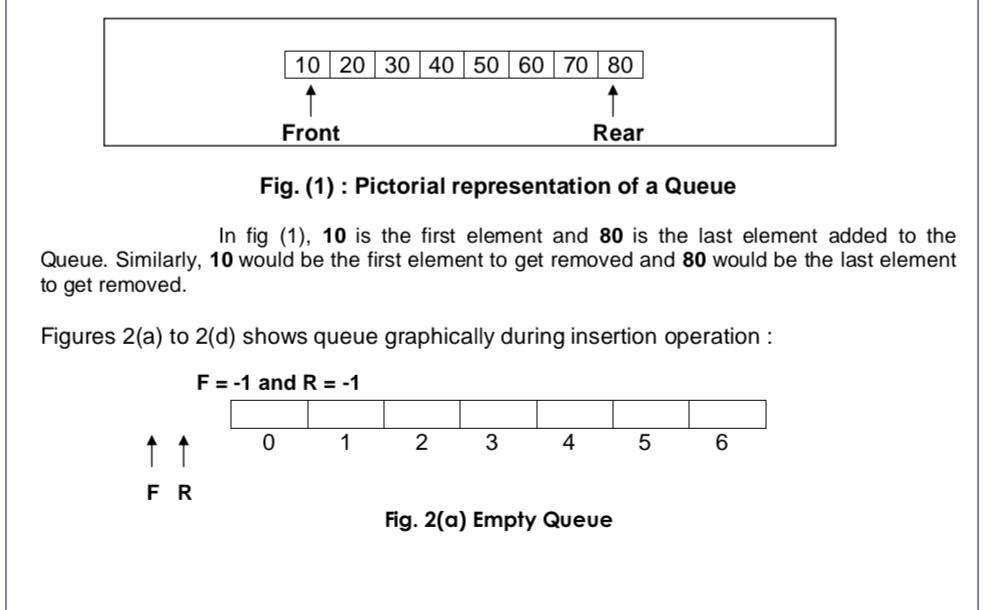 10 20 30 40 50 60 70 80
Front Rear
Fig. (1) : Pictorial representation of a Queue
In fig (1), 10 is the first element and 80 is the last element added to the
Queue. Similarly, 10 would be the first element to get removed and 80 would be the last element
to get removed.
Figures 2(a) to 2(d) shows queue graphically during insertion operation :
F = -1 and R = -1
0 1 2 3 4 5 6
F R
Fig. 2(a) Empty Queue